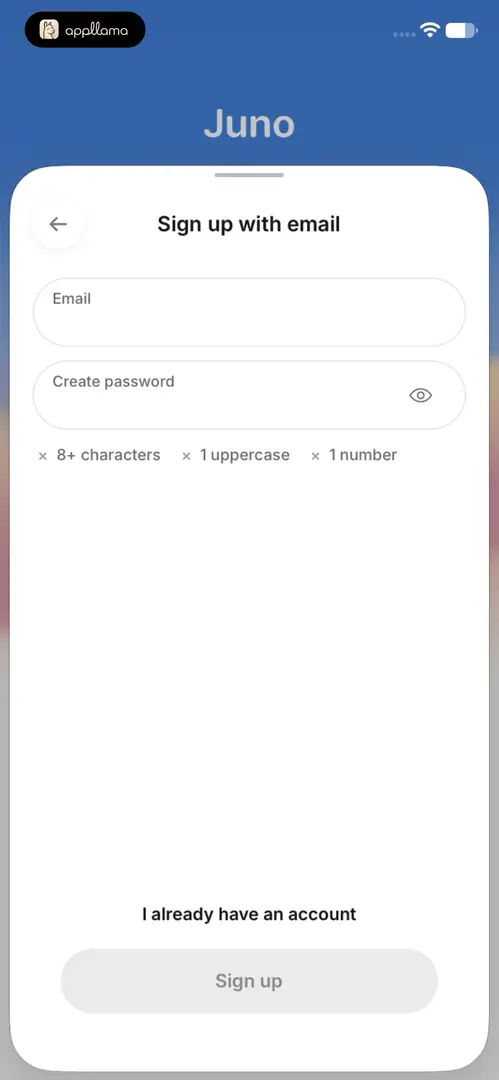 appllama
Juno
Sign up with email
Email
Create password
× 8+ characters × 1 uppercase × 1 number
I already have an account
Sign up